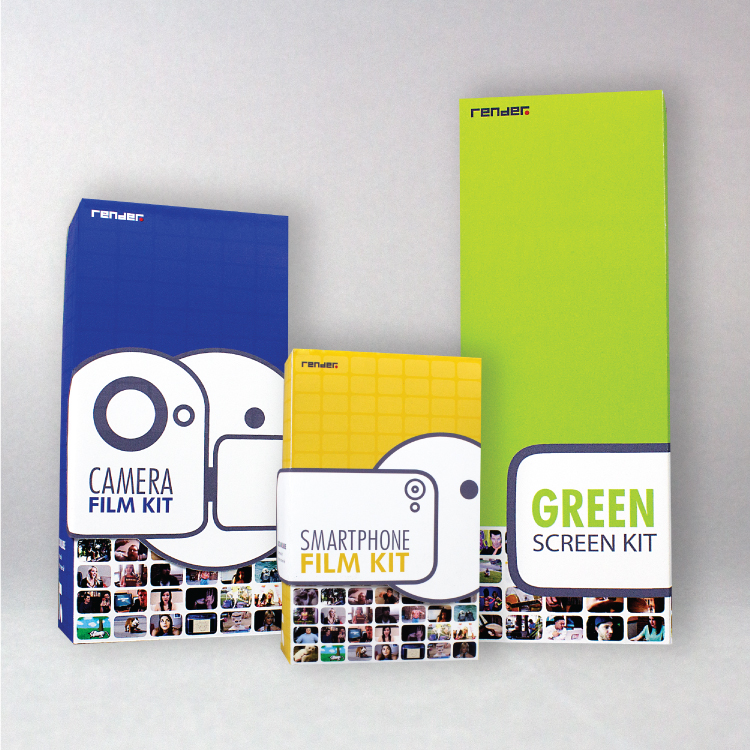 render.
CAMERA
FILM KIT
render.
SMARTPHONE
FILM KIT
render.
GREEN
SCREEN KIT